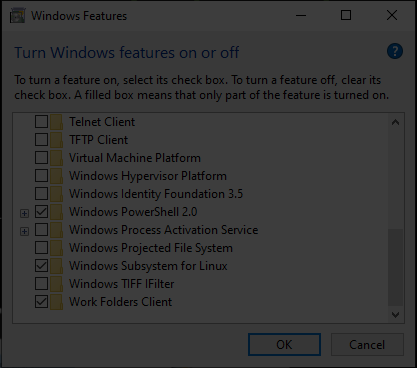 Windows Features
Turn Windows features on or off
?
To turn a feature on, select its check box. To turn a feature off, clear its
check box. A filled box means that only part of the feature is turned on.
Telnet Client
TFTP Client
Virtual Machine Platform
Windows Hypervisor Platform
Windows Identity Foundation 3.5
Windows PowerShell 2.0
Windows Process Activation Service
Windows Projected File System
Windows Subsystem for Linux
Windows TIFF IFilter
Work Folders Client
OK
Cancel